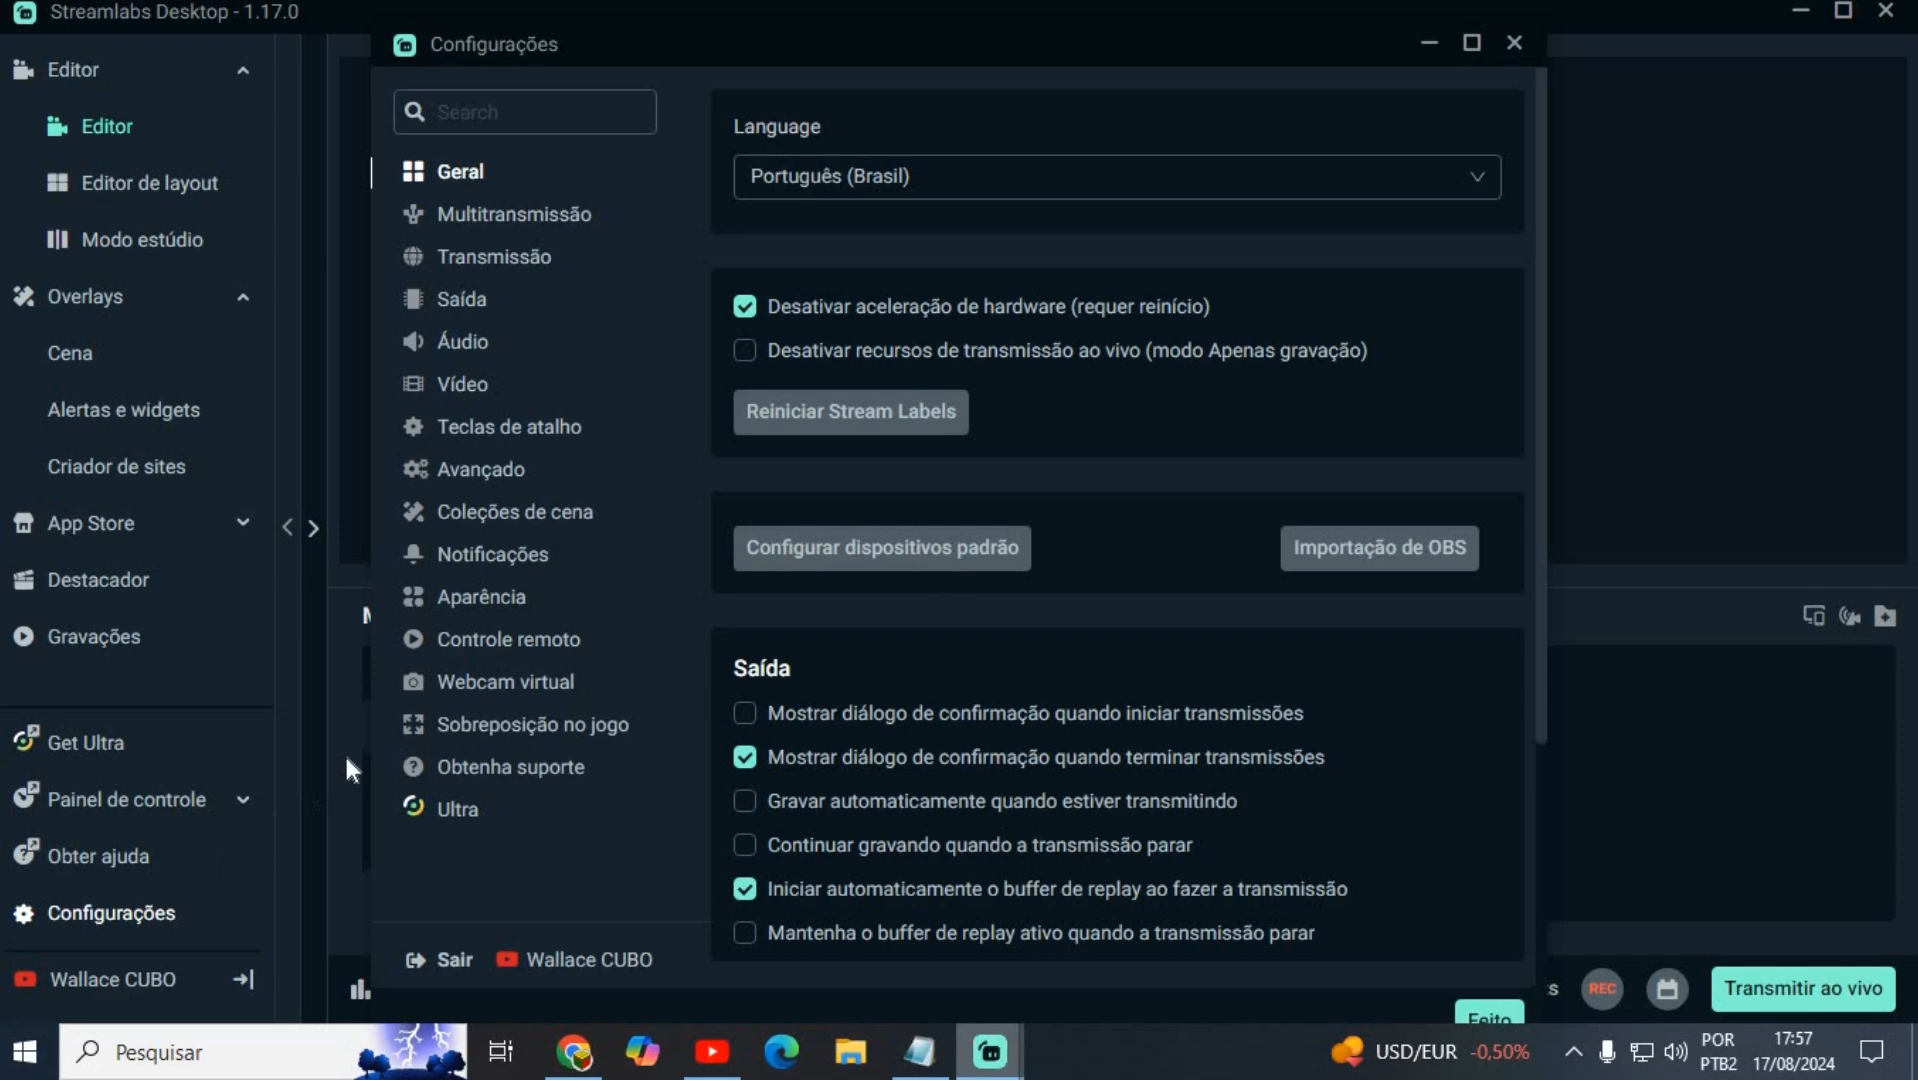 Streamlabs Desktop - 1.17.0
Editor
Editor
Editor de layout
Modo estúdio
Overlays
Cena
Alertas e widgets
Criador de sites
App Store
Destacador
Gravações
Get Ultra
Painel de controle
Obter ajuda
Configurações
Wallace CUBO
Configurações
Search
Geral
Multitransmissão
Transmissão
Saída
Áudio
Vídeo
Teclas de atalho
Avançado
Coleções de cena
Notificações
Aparência
Controle remoto
Webcam virtual
Sobreposição no jogo
Obtenha suporte
Ultra
Sair
Wallace CUBO
Language
Português (Brasil)
Desativar aceleração de hardware (requer reinício)
Desativar recursos de transmissão ao vivo (modo Apenas gravação)
Reiniciar Stream Labels
Configurar dispositivos padrão
Importação de OBS
Saída
Mostrar diálogo de confirmação quando iniciar transmissões
Mostrar diálogo de confirmação quando terminar transmissões
Gravar automaticamente quando estiver transmitindo
Continuar gravando quando a transmissão parar
Iniciar automaticamente o buffer de replay ao fazer a transmissão
Mantenha o buffer de replay ativo quando a transmissão parar
Feito
REC
Transmitir ao vivo
Pesquisar
USD/EUR -0,50%
POR
PTB2
17:57
17/08/2024